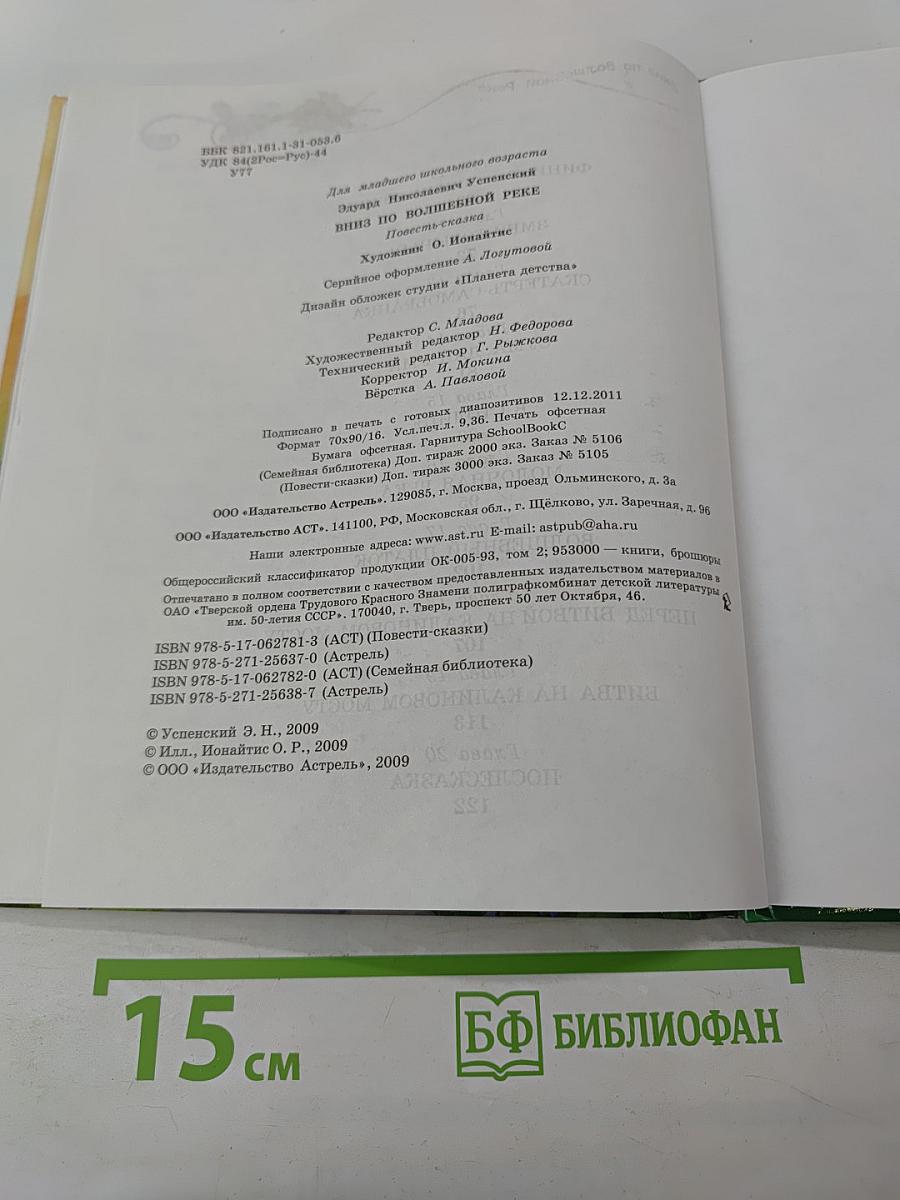 ББК 821.161.1-31-053.6
УДК 84(2Рос=Рус)-44
У77
Для младшего школьного возраста
Эдуард Николаевич Успенский
ВНИЗ ПО ВОЛШЕБНОЙ РЕКЕ
Повесть-сказка
Художник О. Ионайтис
Серийное оформление А. Логутовой
Дизайн обложек студии «Планета детства»
Редактор С. Младова
Художественный редактор Н. Федорова
Технический редактор Г. Рыжкова
Корректор И. Мокина
Вёрстка А. Павловой
Подписано в печать с готовых диапозитивов 12.12.2011
Формат 70х90/16. Усл.печ.л. 9,36. Печать офсетная
Бумага офсетная. Гарнитура SchoolBookC
(Семейная библиотека) Доп. тираж 2000 экз. Заказ № 5106
(Повести-сказки) Доп. тираж 3000 экз. Заказ № 5105
ООО «Издательство Астрель». 129085, г. Москва, проезд Ольминского, д. 3а
ООО «Издательство АСТ». 141100, РФ, Московская обл., г. Щёлково, ул. Заречная, д. 96
Наши электронные адреса: www.ast.ru E-mail: astpub@aha.ru
Общероссийский классификатор продукции ОК-005-93, том 2; 953000 — книги, брошюры
Отпечатано в полном соответствии с качеством предоставленных издательством материалов в
ОАО «Тверской ордена Трудового Красного Знамени полиграфкомбинат детской литературы
им. 50-летия СССР». 170040, г. Тверь, проспект 50 лет Октября, 46.
ISBN 978-5-17-062781-3 (АСТ) (Повести-сказки)
ISBN 978-5-271-25637-0 (Астрель)
ISBN 978-5-17-062782-0 (АСТ) (Семейная библиотека)
ISBN 978-5-271-25638-7 (Астрель)
© Успенский Э. Н., 2009
© Илл., Ионайтис О. Р., 2009
© ООО «Издательство Астрель», 2009
15 см
БФ БИБЛИОФАН